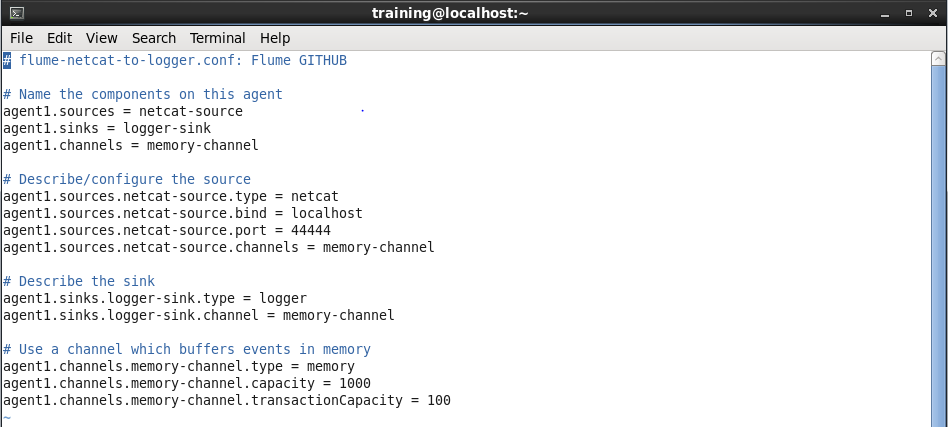 training@localhost:~
File Edit View Search Terminal Help
# flume-netcat-to-logger.conf: Flume GITHUB
# Name the components on this agent
agent1.sources = netcat-source
agent1.sinks = logger-sink
agent1.channels = memory-channel
# Describe/configure the source
agent1.sources.netcat-source.type = netcat
agent1.sources.netcat-source.bind = localhost
agent1.sources.netcat-source.port = 44444
agent1.sources.netcat-source.channels = memory-channel
# Describe the sink
agent1.sinks.logger-sink.type = logger
agent1.sinks.logger-sink.channel = memory-channel
# Use a channel which buffers events in memory
agent1.channels.memory-channel.type = memory
agent1.channels.memory-channel.capacity = 1000
agent1.channels.memory-channel.transactionCapacity = 100
~